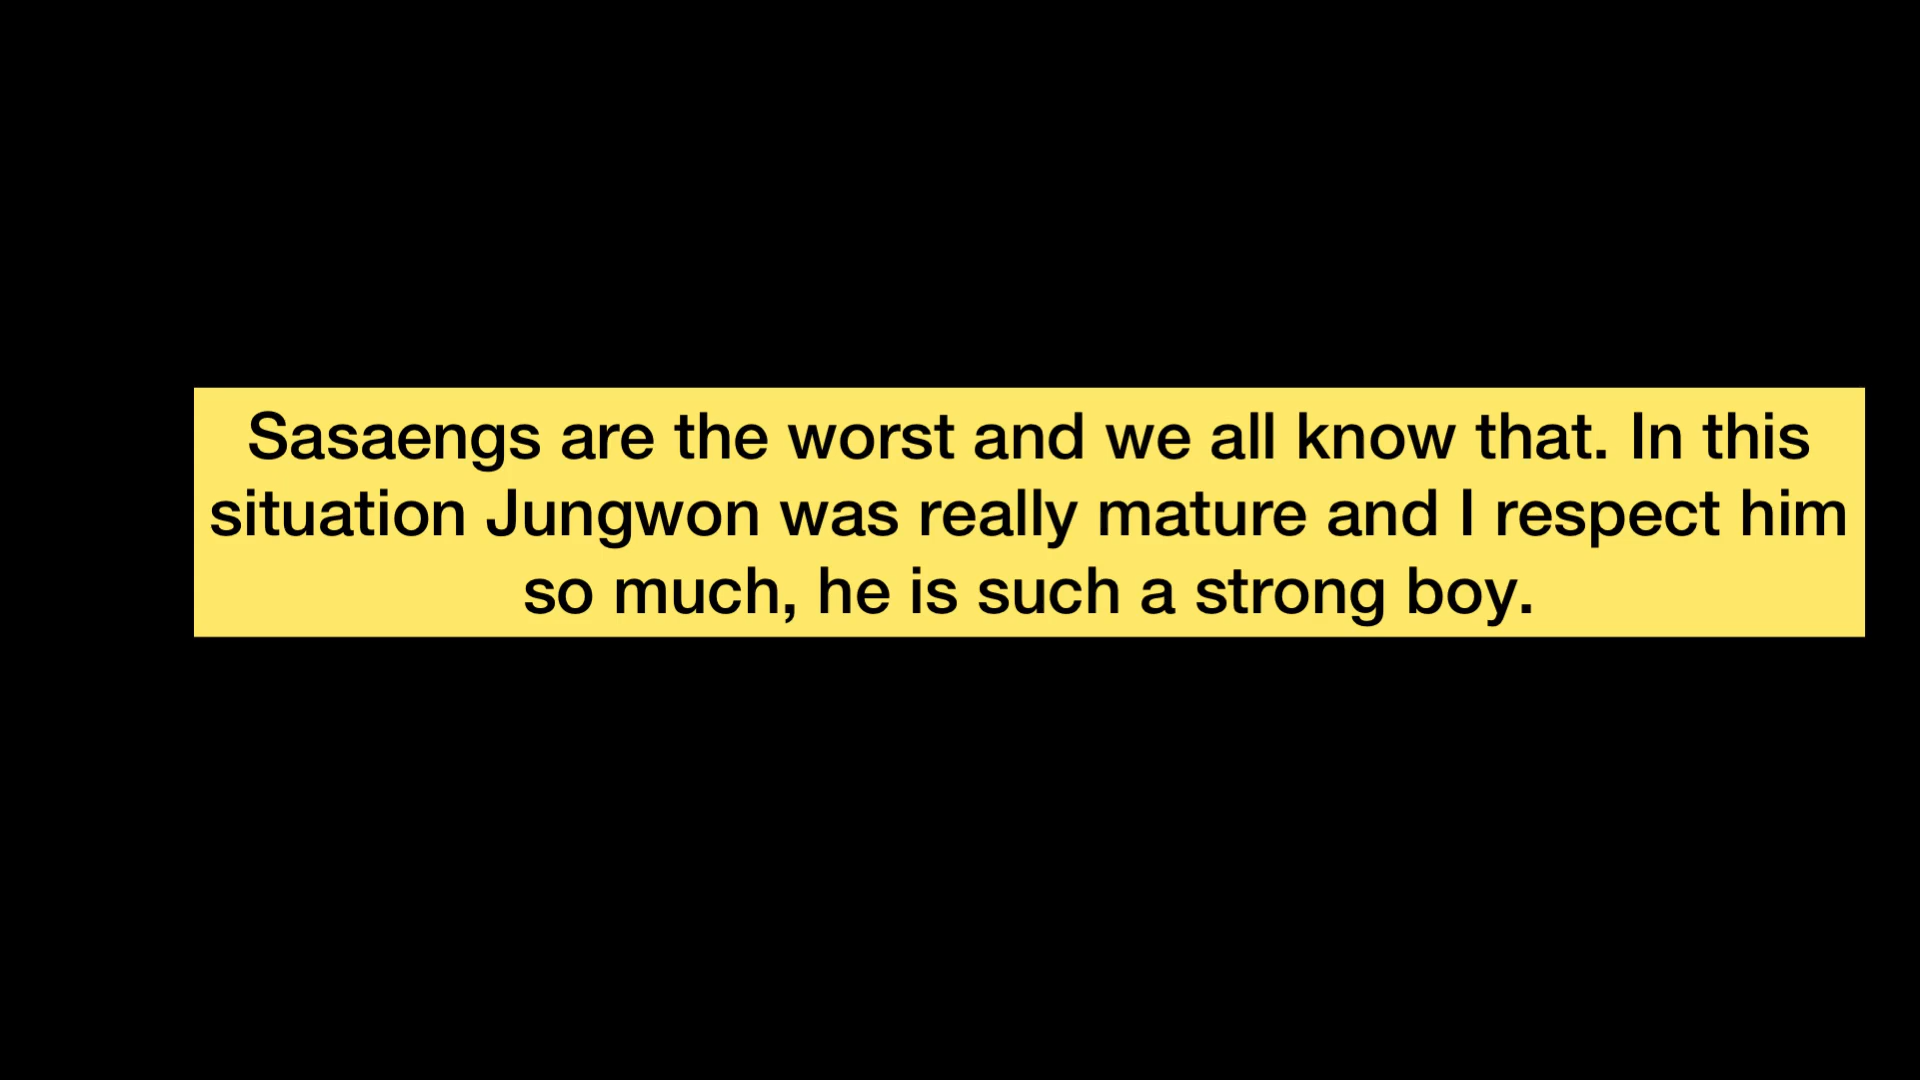 Sasaengs are the worst and we all know that. In this
situation Jungwon was really mature and I respect him
so much, he is such a strong boy.